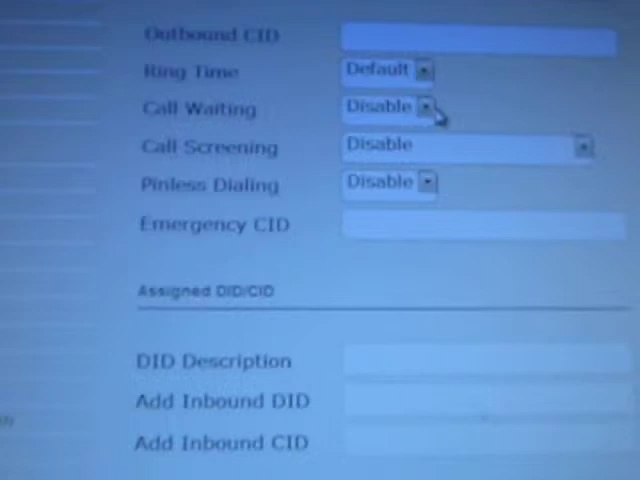 Outbound CID
Ring Time Default
Call Waiting Disable
Call Screening Disable
Pinless Dialing Disable
Emergency CID
Assigned DID/CID
DID Description
Add Inbound DID
Add Inbound CID